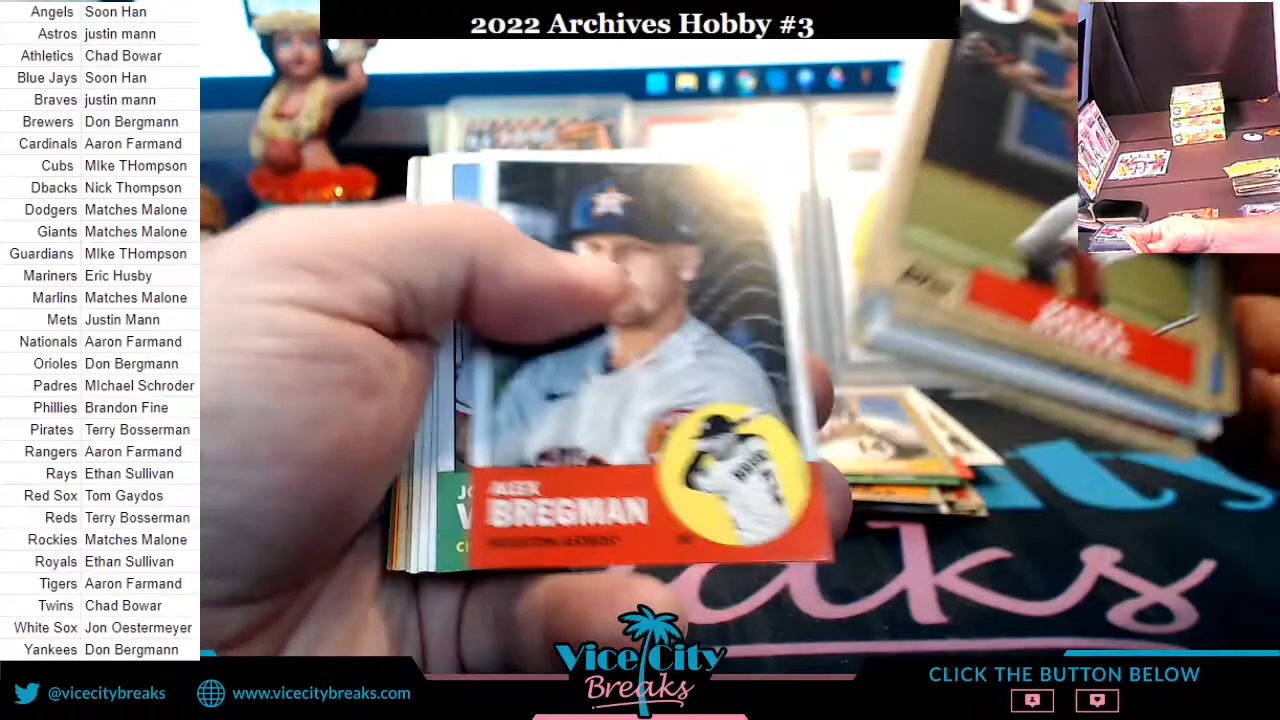 2022 Archives Hobby #3
Angels Soon Han
Astros justin mann
Athletics Chad Bowar
Blue Jays Soon Han
Braves justin mann
Brewers Don Bergmann
Cardinals Aaron Farmand
Cubs MIke THompson
Dbacks Nick Thompson
Dodgers Matches Malone
Giants Matches Malone
Guardians MIke THompson
Mariners Eric Husby
Marlins Matches Malone
Mets Justin Mann
Nationals Aaron Farmand
Orioles Don Bergmann
Padres MIchael Schroder
Phillies Brandon Fine
Pirates Terry Bosserman
Rangers Aaron Farmand
Rays Ethan Sullivan
Red Sox Tom Gaydos
Reds Terry Bosserman
Rockies Matches Malone
Royals Ethan Sullivan
Tigers Aaron Farmand
Twins Chad Bowar
White Sox Jon Oestermeyer
Yankees Don Bergmann
ALEX
BREGMAN
HOUSTON ASTROS
Vice City
Breaks
@vicecitybreaks
www.vicecitybreaks.com
CLICK THE BUTTON BELOW